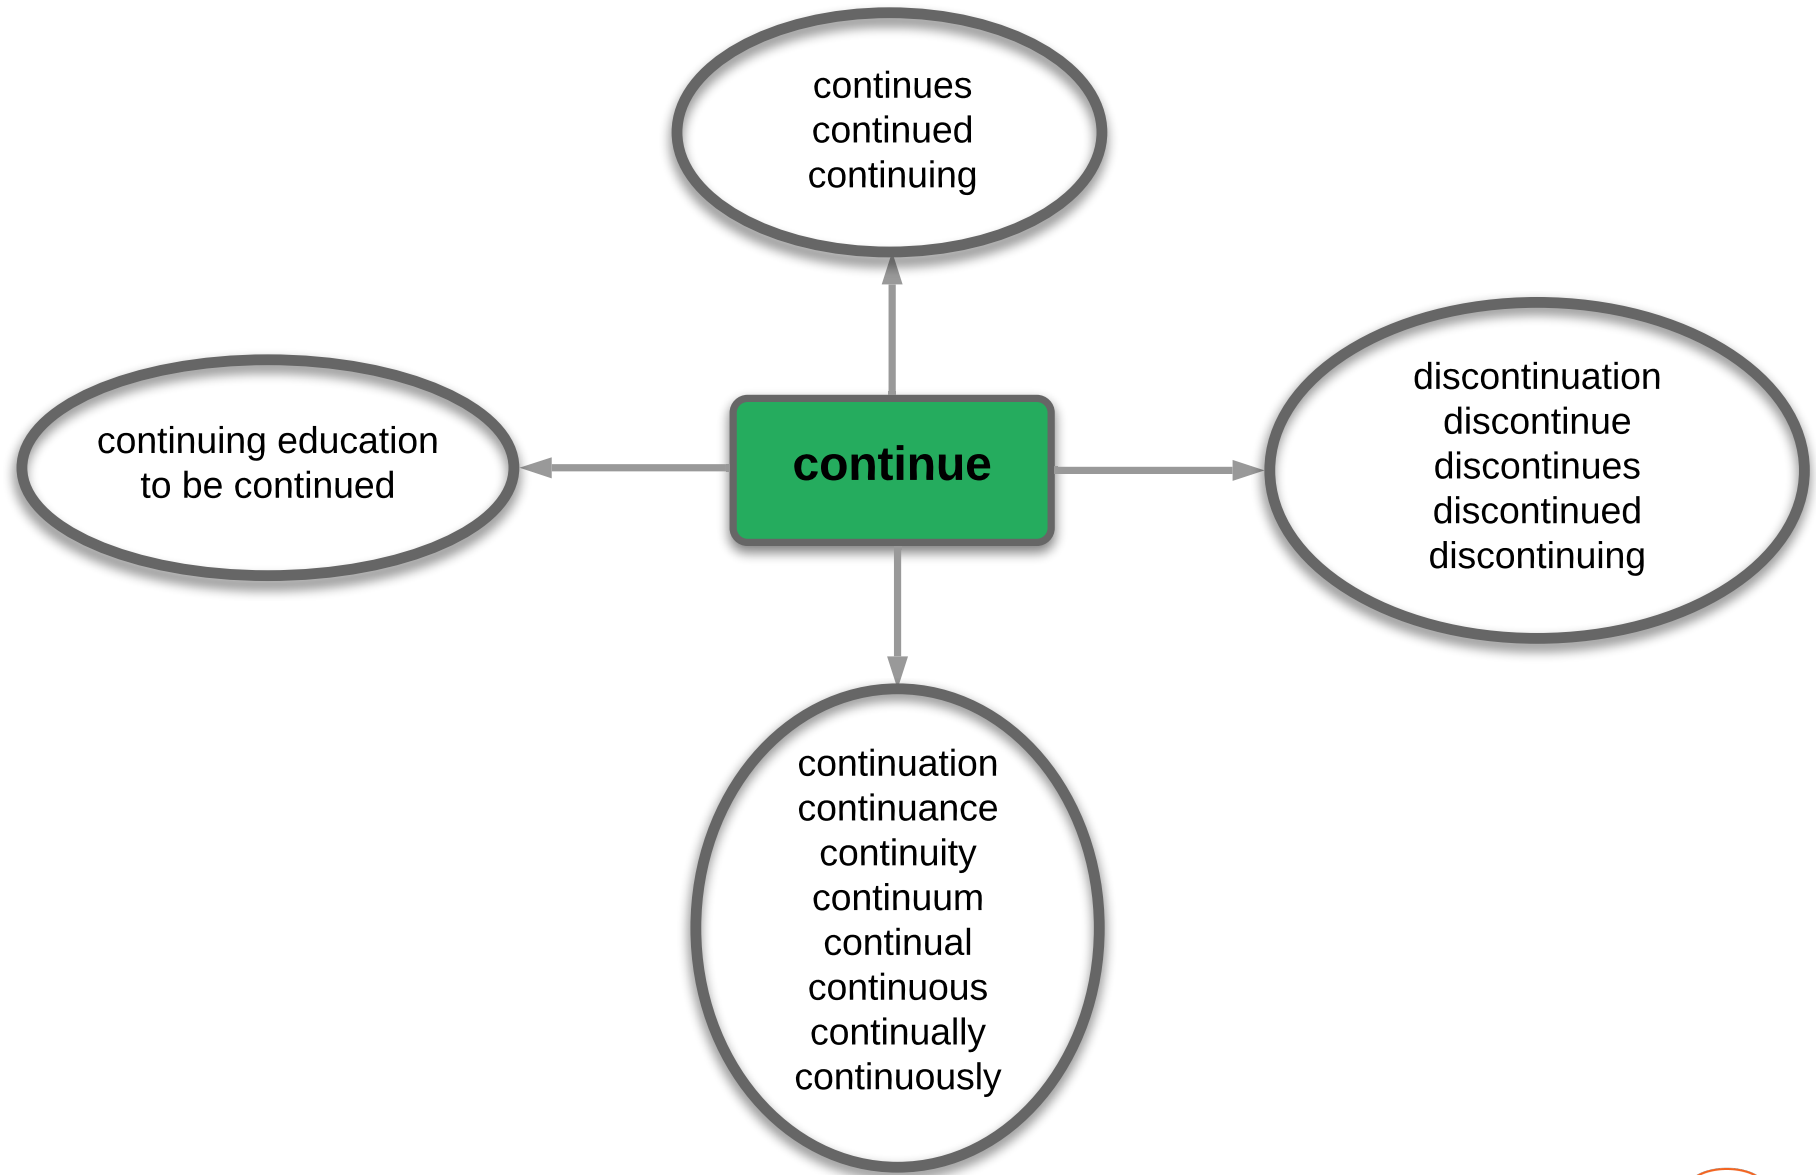 continues
continued
continuing
continuing education
to be continued
continue
discontinuation
discontinue
discontinues
discontinued
discontinuing
continuation
continuance
continuity
continuum
continual
continuous
continually
continuously